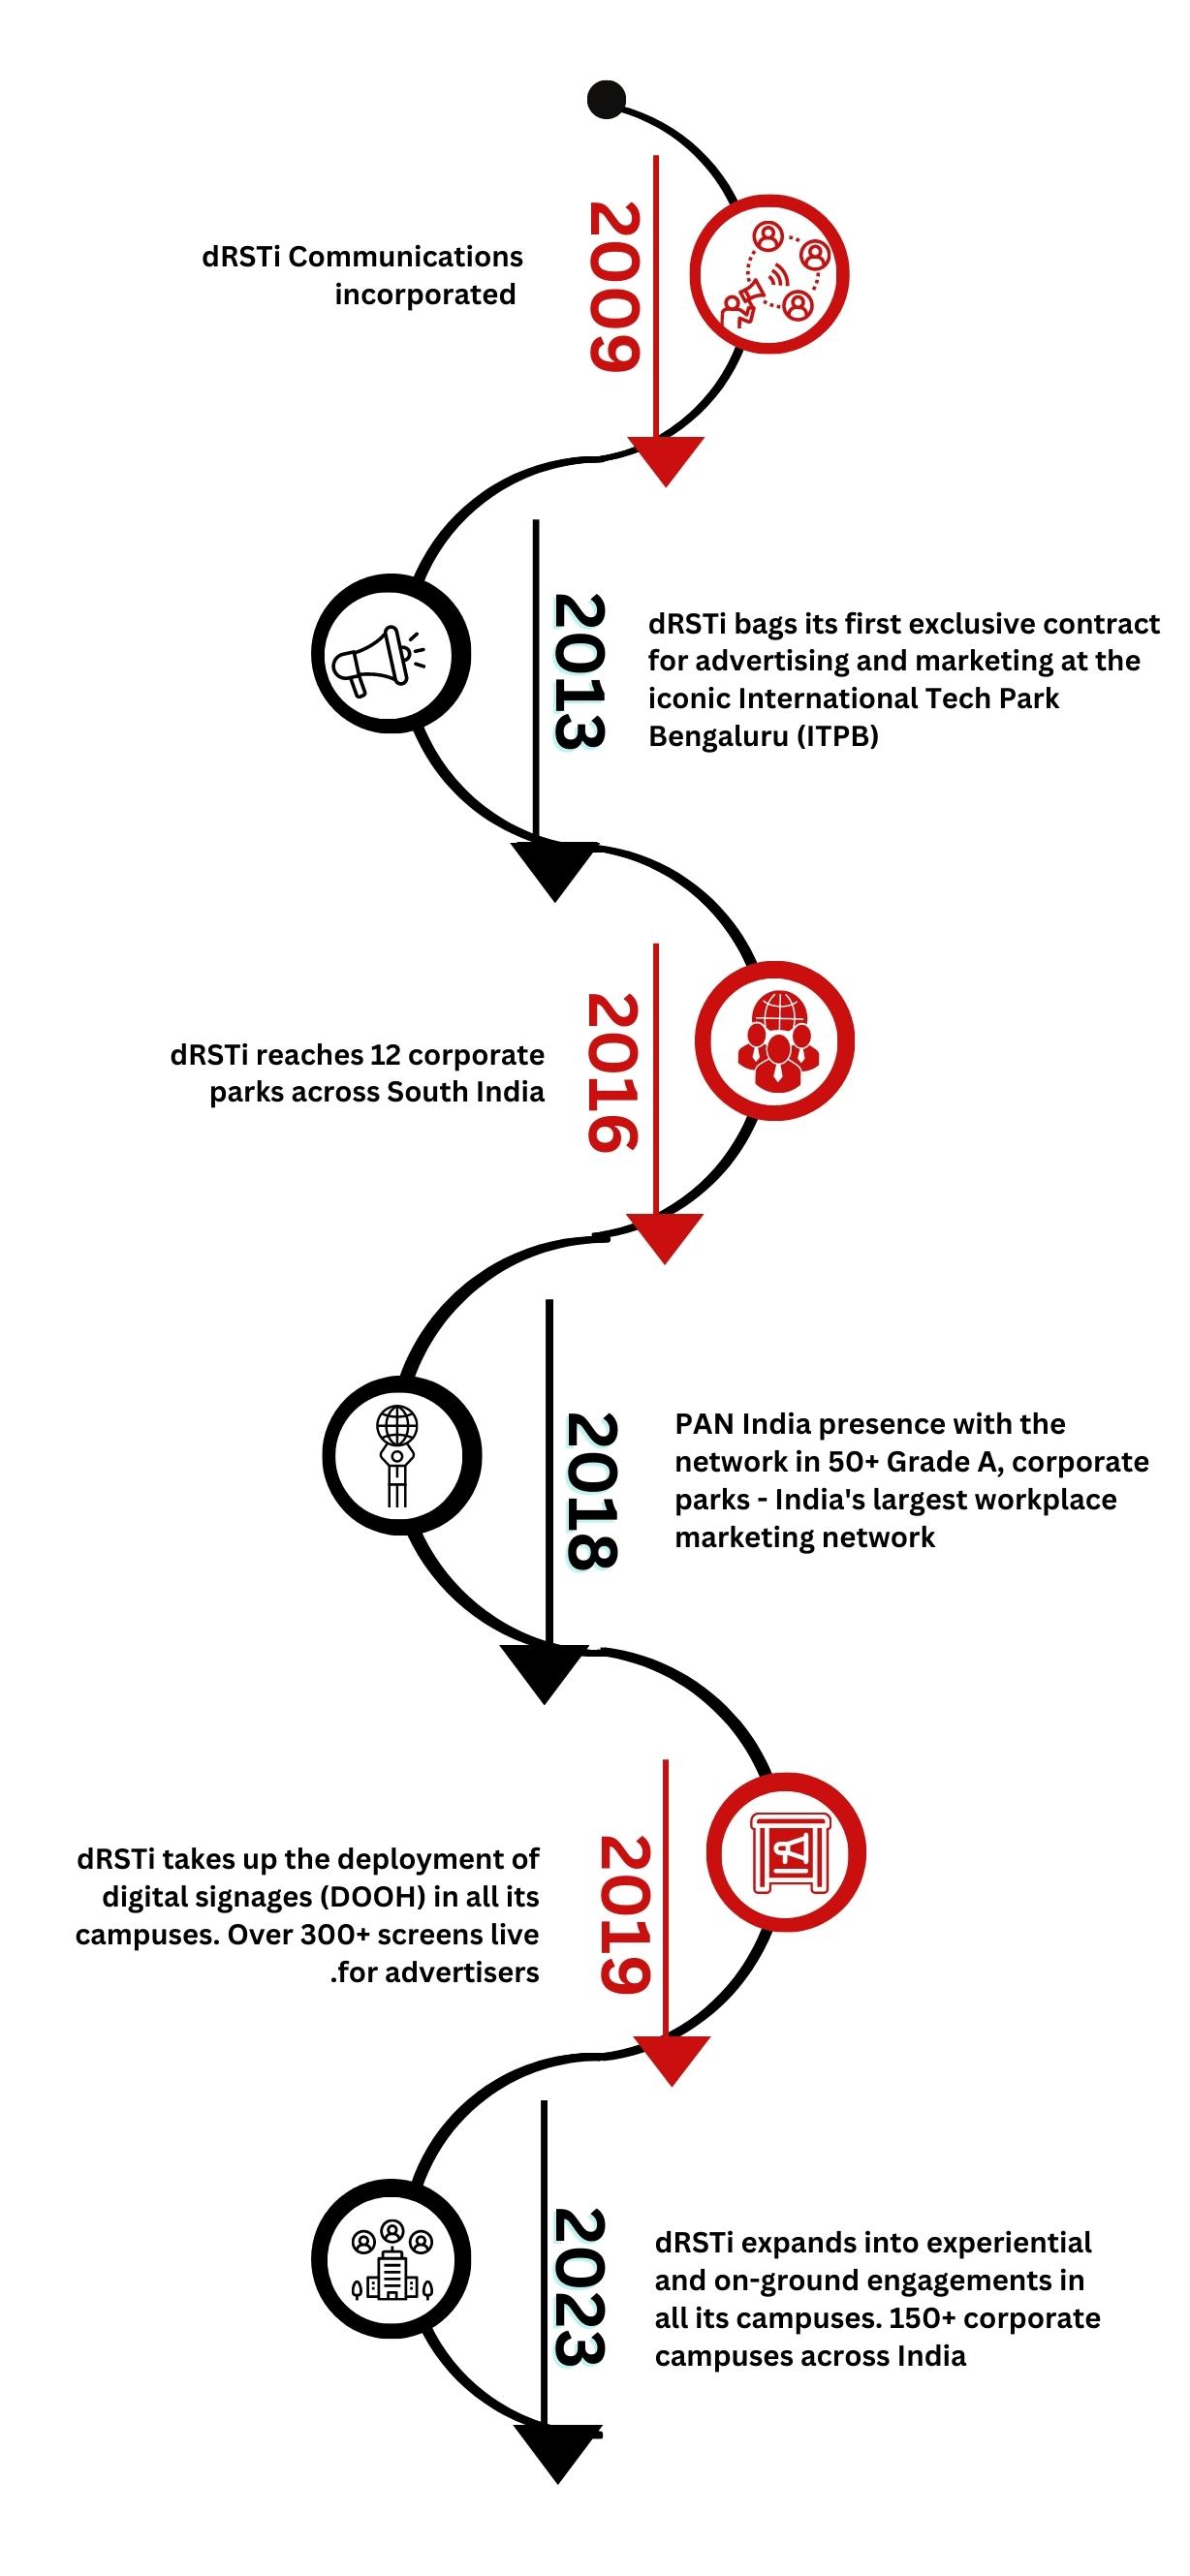 2009
dRSTi Communications
incorporated
2013
dRSTi bags its first exclusive contract
for advertising and marketing at the
iconic International Tech Park
Bengaluru (ITPB)
2016
dRSTi reaches 12 corporate
parks across South India
2018
PAN India presence with the
network in 50+ Grade A, corporate
parks - India's largest workplace
marketing network
2019
dRSTi takes up the deployment of
digital signages (DOOH) in all its
campuses. Over 300+ screens live
.for advertisers
2023
dRSTi expands into experiential
and on-ground engagements in
all its campuses. 150+ corporate
campuses across India